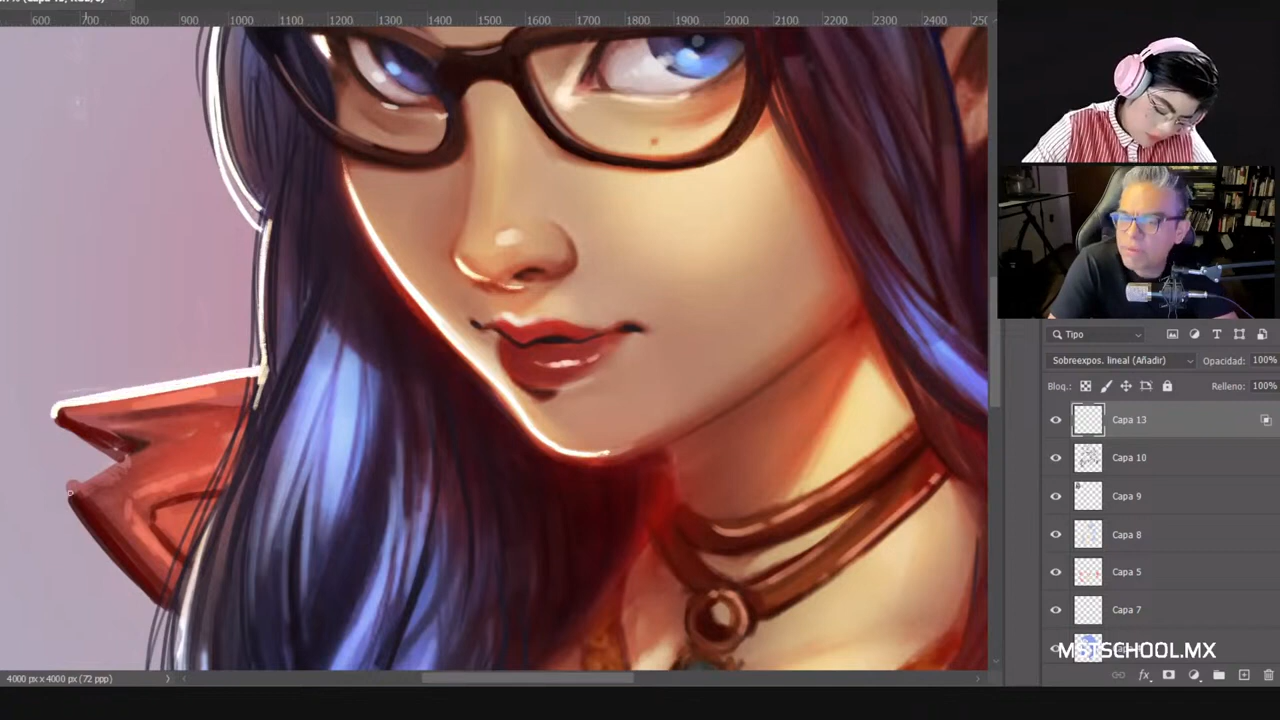 600 700 800 900 1000 1100 1200 1300 1400 1500 1600 1700 1800 1900 2000 2100 2200 2300 2400
Tipo
Sobreexpos. lineal (Añadir) Opacidad: 100%
Bloq.: Relleno: 100%
Capa 13
Capa 10
Capa 9
Capa 8
Capa 5
Capa 7
MSTSCHOOL.MX
4000 px x 4000 px (72 ppp)
fx